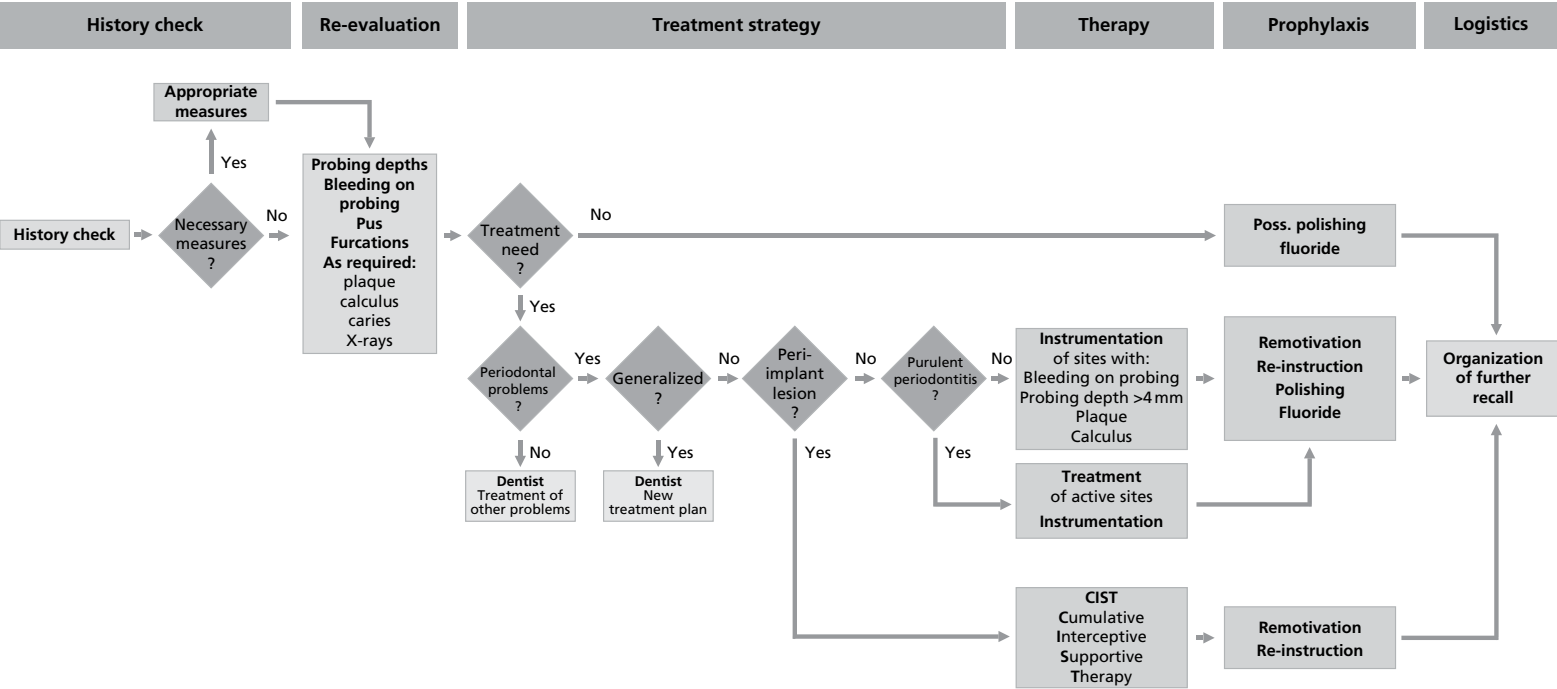 History check
Re-evaluation
Treatment strategy
Therapy
Prophylaxis
Logistics
Appropriate
measures
Yes
History check
Necessary
measures
?
No
Probing depths
Bleeding on
probing
Pus
Furcations
As required:
plaque
calculus
caries
X-rays
Treatment
need
?
No
Poss. polishing
fluoride
Yes
Periodontal
problems
?
Yes
Generalized
?
No
Peri-
implant
lesion
?
No
Purulent
periodontitis
?
No
Instrumentation
of sites with:
Bleeding on probing
Probing depth >4 mm
Plaque
Calculus
Remotivation
Re-instruction
Polishing
Fluoride
Organization
of further
recall
No
Dentist
Treatment of
other problems
Yes
Dentist
New
treatment plan
Yes
Yes
Treatment
of active sites
Instrumentation
CIST
Cumulative
Interceptive
Supportive
Therapy
Remotivation
Re-instruction